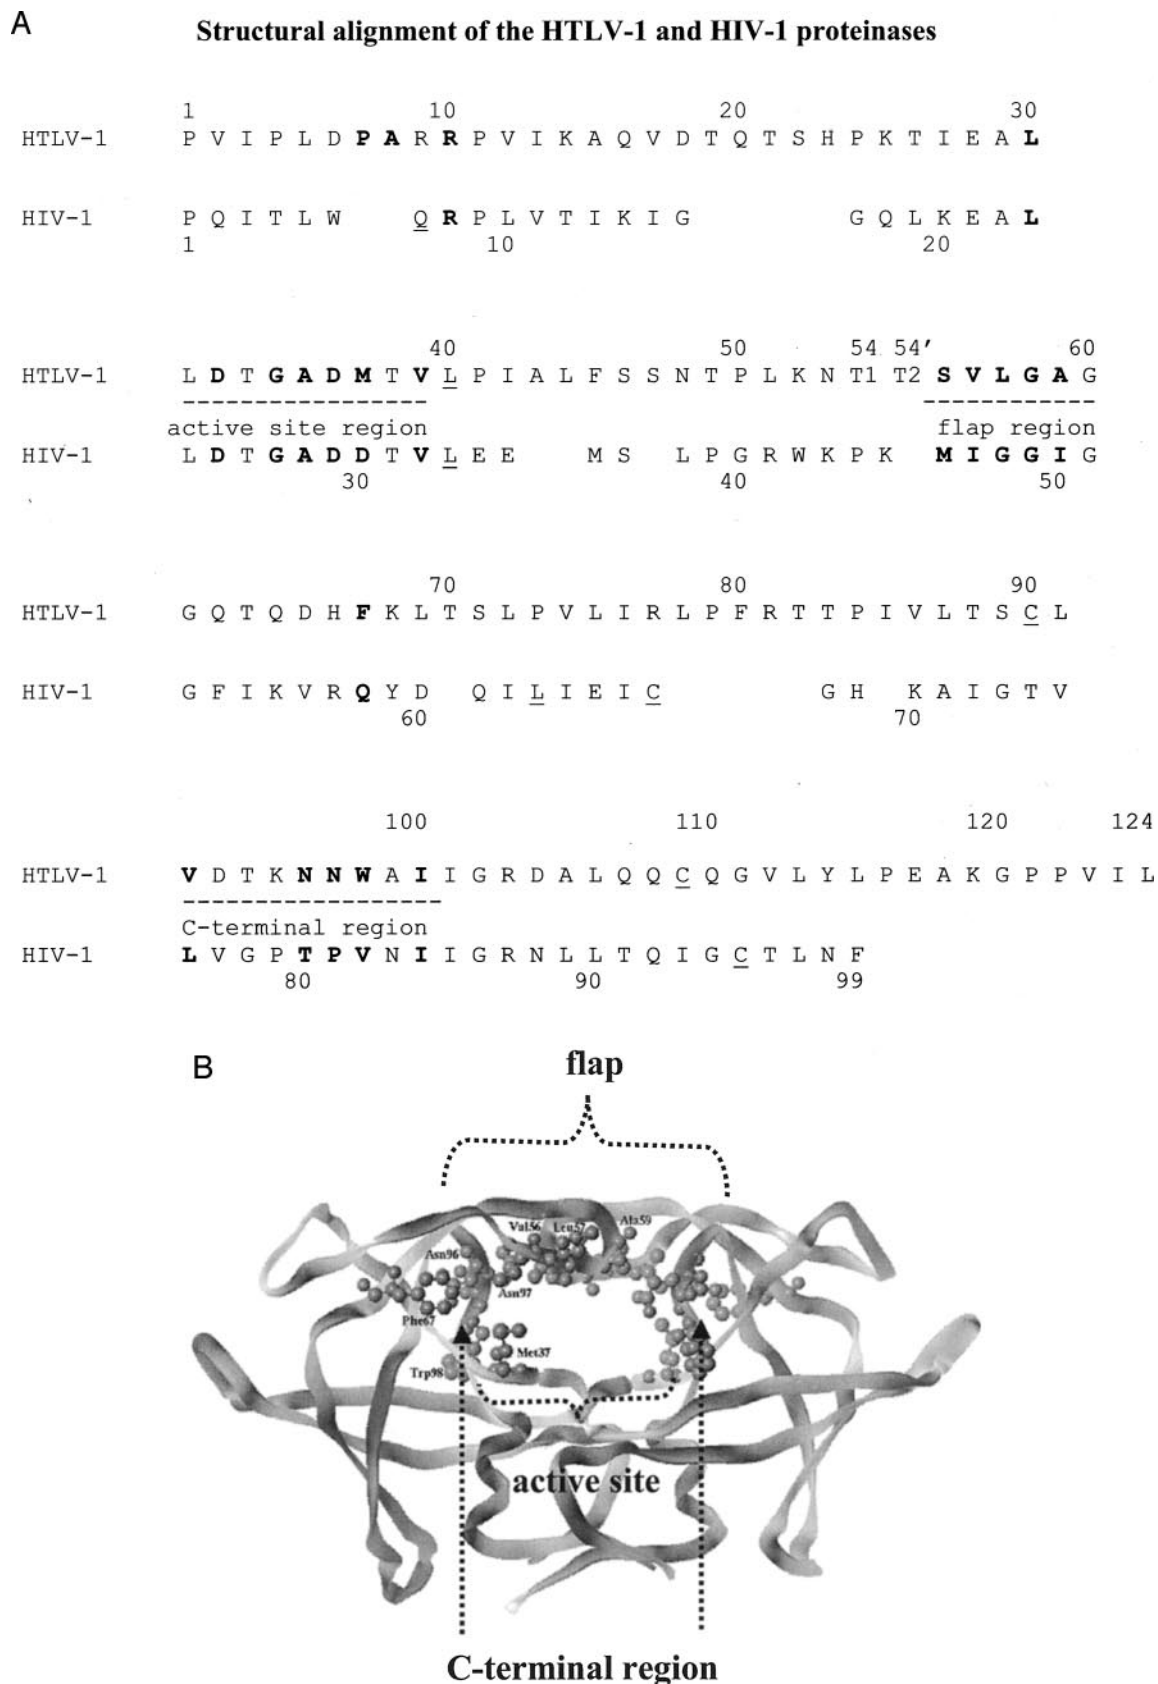 A
Structural alignment of the HTLV-1 and HIV-1 proteinases
1 10 20 30
HTLV-1 P V I P L D P A R R P V I K A Q V D T Q T S H P K T I E A L
HIV-1 P Q I T L W Q R P L V T I K I G G Q L K E A L
1 10 20
40 50 54 54' 60
HTLV-1 L D T G A D M T V L P I A L F S S N T P L K N T1 T2 S V L G A G
----------------- ------------
active site region flap region
HIV-1 L D T G A D D T V L E E M S L P G R W K P K M I G G I G
30 40 50
70 80 90
HTLV-1 G Q T Q D H F K L T S L P V L I R L P F R T T P I V L T S C L
HIV-1 G F I K V R Q Y D Q I L I E I C G H K A I G T V
60 70
100 110 120 124
HTLV-1 V D T K N N W A I I G R D A L Q Q C Q G V L Y L P E A K G P P V I L
------------------
C-terminal region
HIV-1 L V G P T P V N I I G R N L L T Q I G C T L N F
80 90 99
B
flap
Val56 Leu57 Ala59
Asn96
Asn97
Phe67
Met37
Trp98
active site
C-terminal region